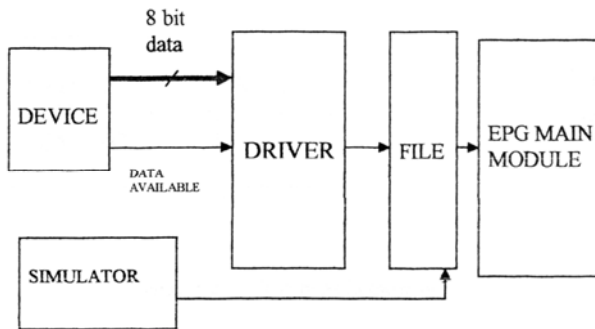 8 bit
data
DEVICE
DATA
AVAILABLE
DRIVER
FILE
EPG MAIN
MODULE
SIMULATOR